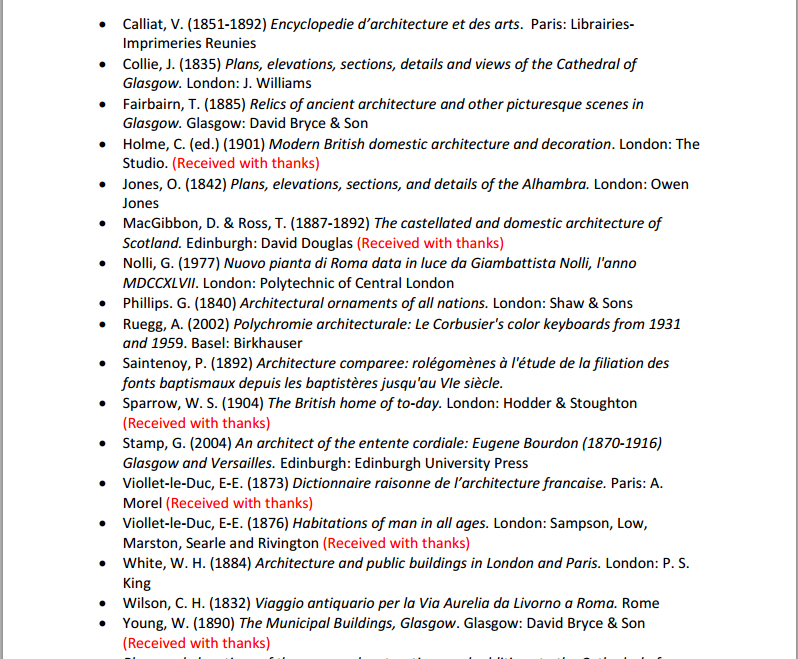 • Calliat, V. (1851-1892) Encyclopedie d’architecture et des arts. Paris: Librairies-
Imprimeries Reunies
• Collie, J. (1835) Plans, elevations, sections, details and views of the Cathedral of
Glasgow. London: J. Williams
• Fairbairn, T. (1885) Relics of ancient architecture and other picturesque scenes in
Glasgow. Glasgow: David Bryce & Son
• Holme, C. (ed.) (1901) Modern British domestic architecture and decoration. London: The
Studio. (Received with thanks)
• Jones, O. (1842) Plans, elevations, sections, and details of the Alhambra. London: Owen
Jones
• MacGibbon, D. & Ross, T. (1887-1892) The castellated and domestic architecture of
Scotland. Edinburgh: David Douglas (Received with thanks)
• Nolli, G. (1977) Nuovo pianta di Roma data in luce da Giambattista Nolli, l'anno
MDCCXLVII. London: Polytechnic of Central London
• Phillips. G. (1840) Architectural ornaments of all nations. London: Shaw & Sons
• Ruegg, A. (2002) Polychromie architecturale: Le Corbusier's color keyboards from 1931
and 1959. Basel: Birkhauser
• Saintenoy, P. (1892) Architecture comparee: rolégomènes à l'étude de la filiation des
fonts baptismaux depuis les baptistères jusqu'au VIe siècle.
• Sparrow, W. S. (1904) The British home of to-day. London: Hodder & Stoughton
(Received with thanks)
• Stamp, G. (2004) An architect of the entente cordiale: Eugene Bourdon (1870-1916)
Glasgow and Versailles. Edinburgh: Edinburgh University Press
• Viollet-le-Duc, E-E. (1873) Dictionnaire raisonne de l’architecture francaise. Paris: A.
Morel (Received with thanks)
• Viollet-le-Duc, E-E. (1876) Habitations of man in all ages. London: Sampson, Low,
Marston, Searle and Rivington (Received with thanks)
• White, W. H. (1884) Architecture and public buildings in London and Paris. London: P. S.
King
• Wilson, C. H. (1832) Viaggio antiquario per la Via Aurelia da Livorno a Roma. Rome
• Young, W. (1890) The Municipal Buildings, Glasgow. Glasgow: David Bryce & Son
(Received with thanks)